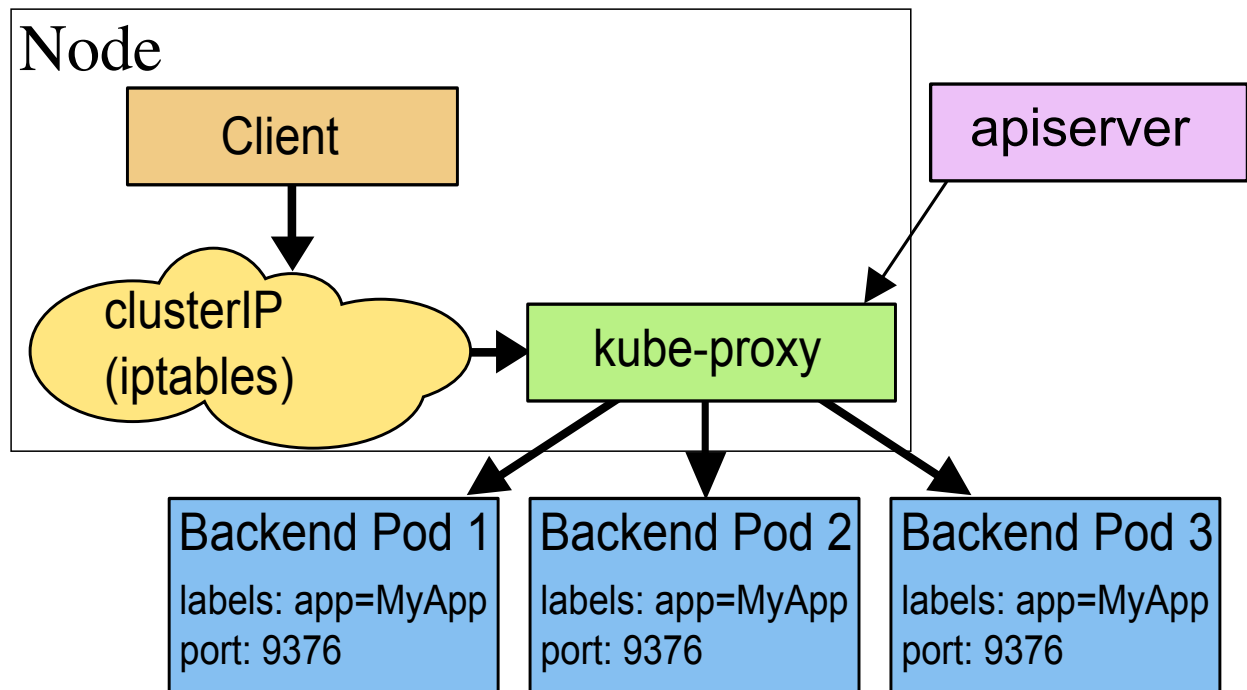 Node
Client
apiserver
clusterIP
(iptables)
kube-proxy
Backend Pod 1
labels: app=MyApp
port: 9376
Backend Pod 2
labels: app=MyApp
port: 9376
Backend Pod 3
labels: app=MyApp
port: 9376